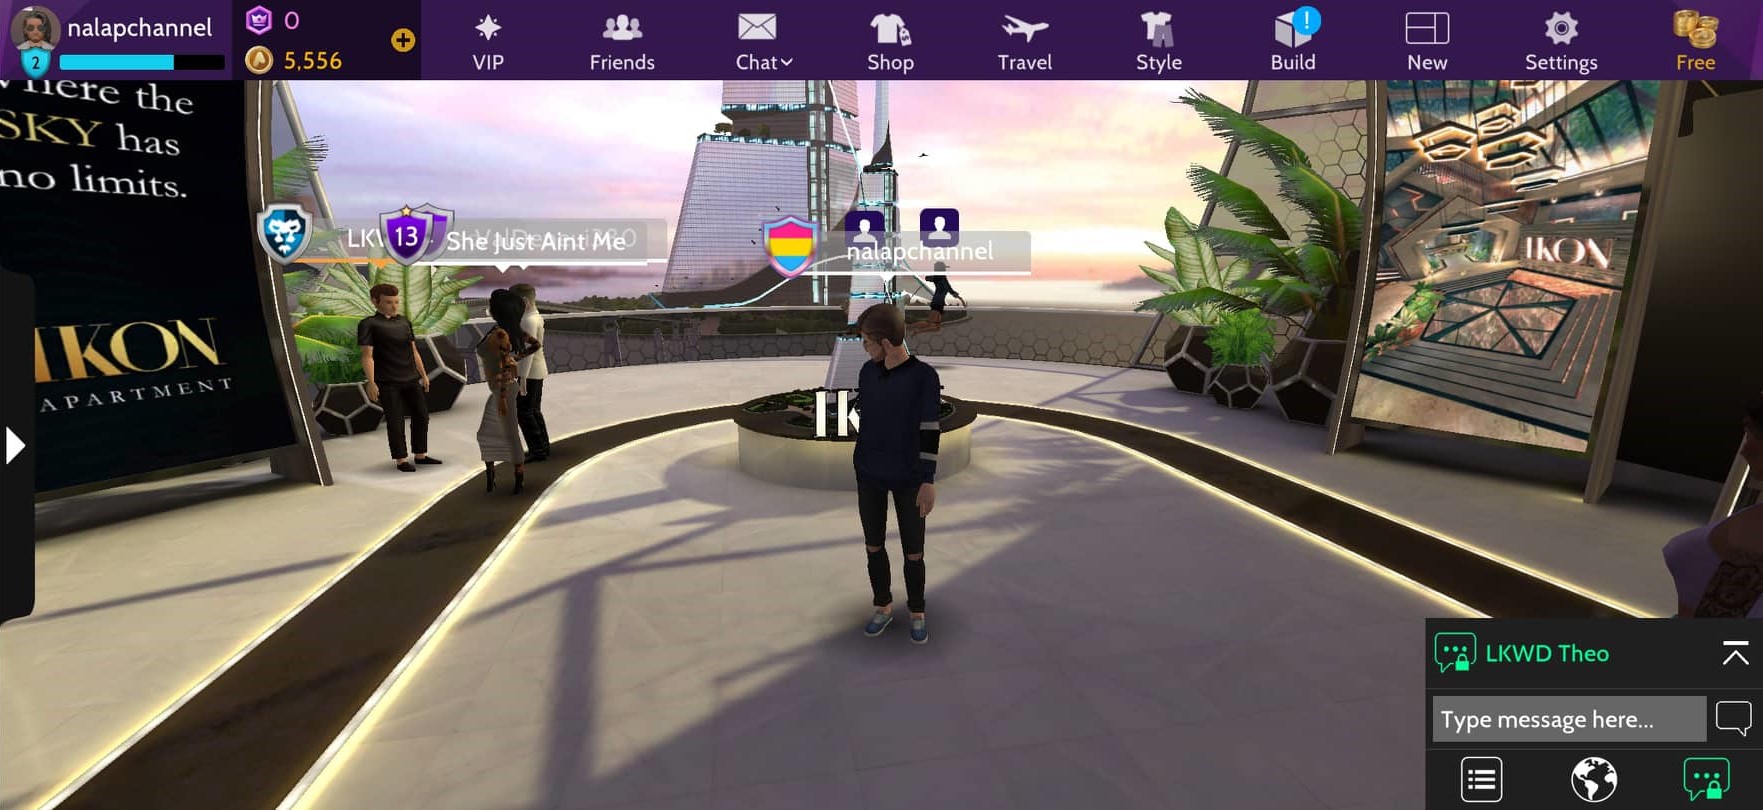 nalapchannel
2
0
5,556
VIP
Friends
Chat
Shop
Travel
Style
Build
!
New
Settings
Free
here the
SKY has
no limits.
IKON
APARTMENT
13
She Just Aint Me
nalapchannel
IKON
LKWD Theo
Type message here...